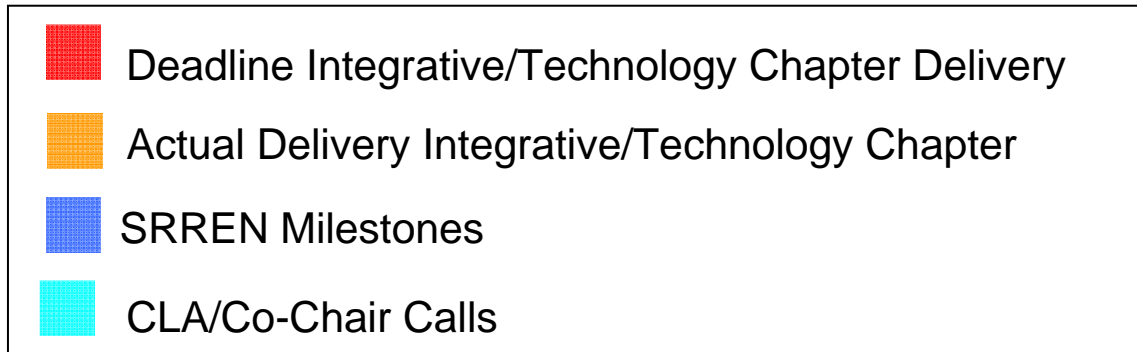 Deadline Integrative/Technology Chapter Delivery
Actual Delivery Integrative/Technology Chapter
SRREN Milestones
CLA/Co-Chair Calls